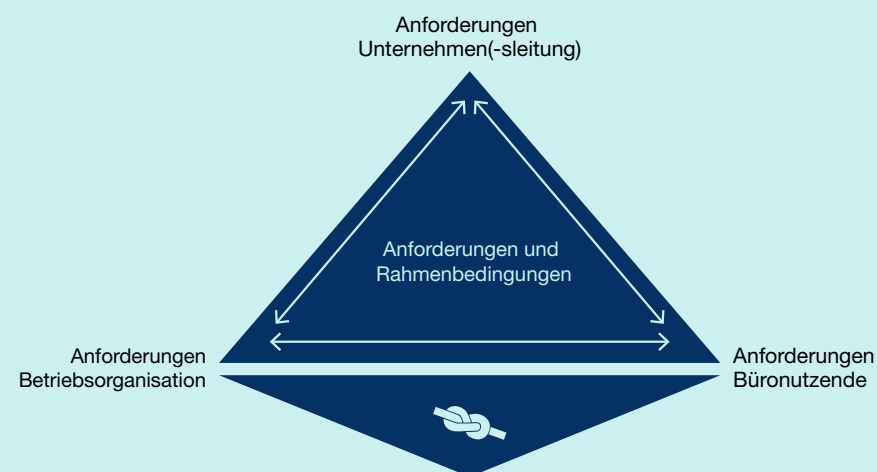 Anforderungen
Unternehmen(-sleitung)
Anforderungen und
Rahmenbedingungen
Anforderungen
Betriebsorganisation
Anforderungen
Büronutzende